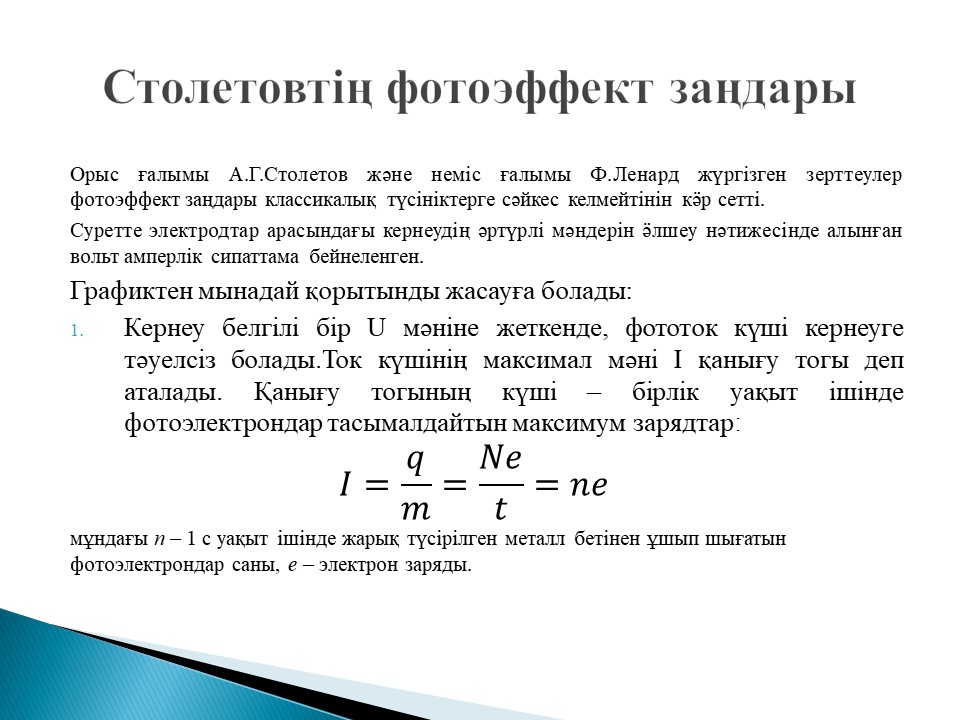 Столетовтің фотоэффект заңдары
Орыс ғалымы А.Г.Столетов және неміс ғалымы Ф.Ленард жүргізген зерттеулер
фотоэффект заңдары классикалық түсініктерге сәйкес келмейтінін кәр сетті.
Суретте электродтар арасындағы кернеудің әртүрлі мәндерін әлшеу нәтижесінде алынған
вольт амперлік сипаттама бейнеленген.
Графиктен мынадай қорытынды жасауға болады:
1. Кернеу белгілі бір U мәніне жеткенде, фототок күші кернеуге
тәуелсіз болады.Ток күшінің максимал мәні I қанығу тогы деп
аталады. Қанығу тогының күші – бірлік уақыт ішінде
фотоэлектрондар тасымалдайтын максимум зарядтар:
I = q/m = Ne/t = ne
мұндағы n – 1 с уақыт ішінде жарық түсірілген металл бетінен ұшып шығатын
фотоэлектрондар саны, e – электрон заряды.